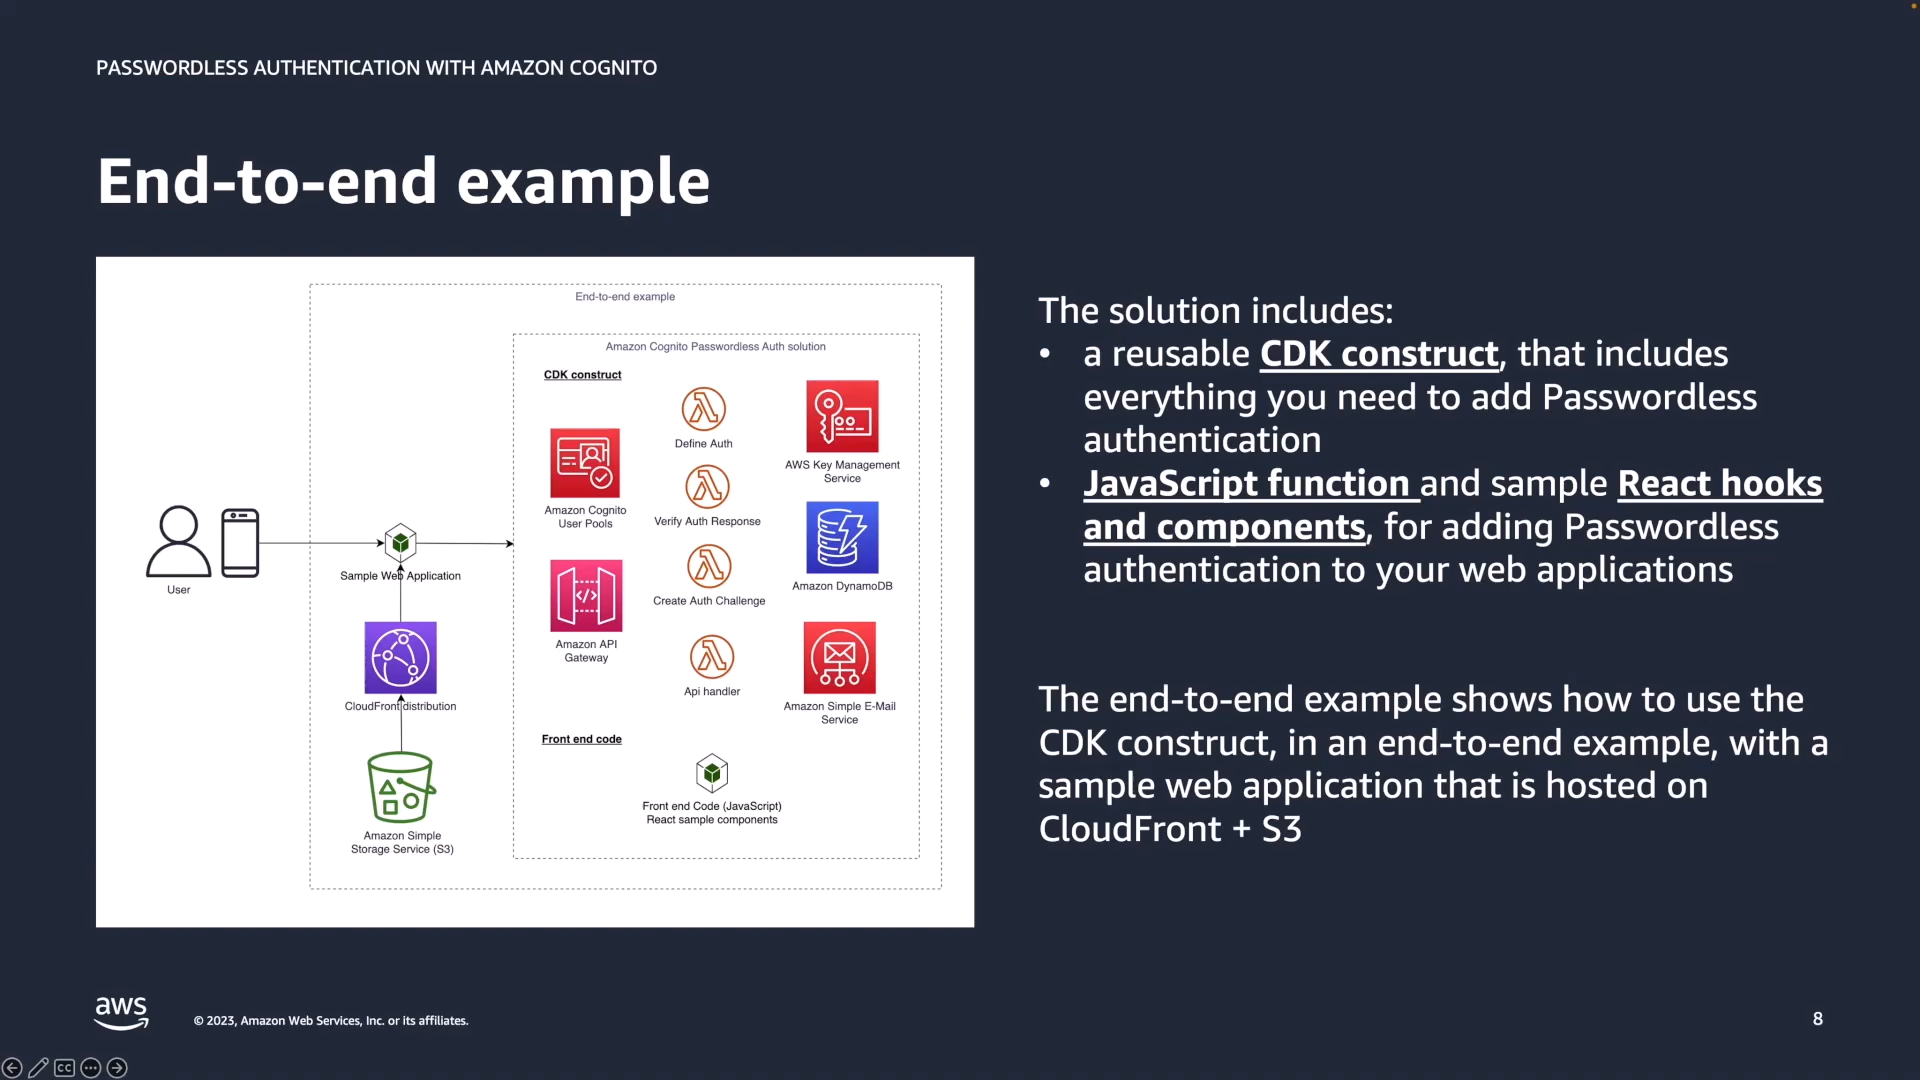 PASSWORDLESS AUTHENTICATION WITH AMAZON COGNITO
End-to-end example
End-to-end example
Amazon Cognito Passwordless Auth solution
CDK construct
Define Auth
AWS Key Management
Service
Amazon Cognito
User Pools
Verify Auth Response
Amazon DynamoDB
Create Auth Challenge
Amazon API
Gateway
Api handler
Amazon Simple E-Mail
Service
Front end code
Front end Code (JavaScript)
React sample components
User
Sample Web Application
CloudFront distribution
Amazon Simple
Storage Service (S3)
The solution includes:
• a reusable CDK construct, that includes
everything you need to add Passwordless
authentication
• JavaScript function and sample React hooks
and components, for adding Passwordless
authentication to your web applications
The end-to-end example shows how to use the
CDK construct, in an end-to-end example, with a
sample web application that is hosted on
CloudFront + S3
aws
© 2023, Amazon Web Services, Inc. or its affiliates.
8
CC